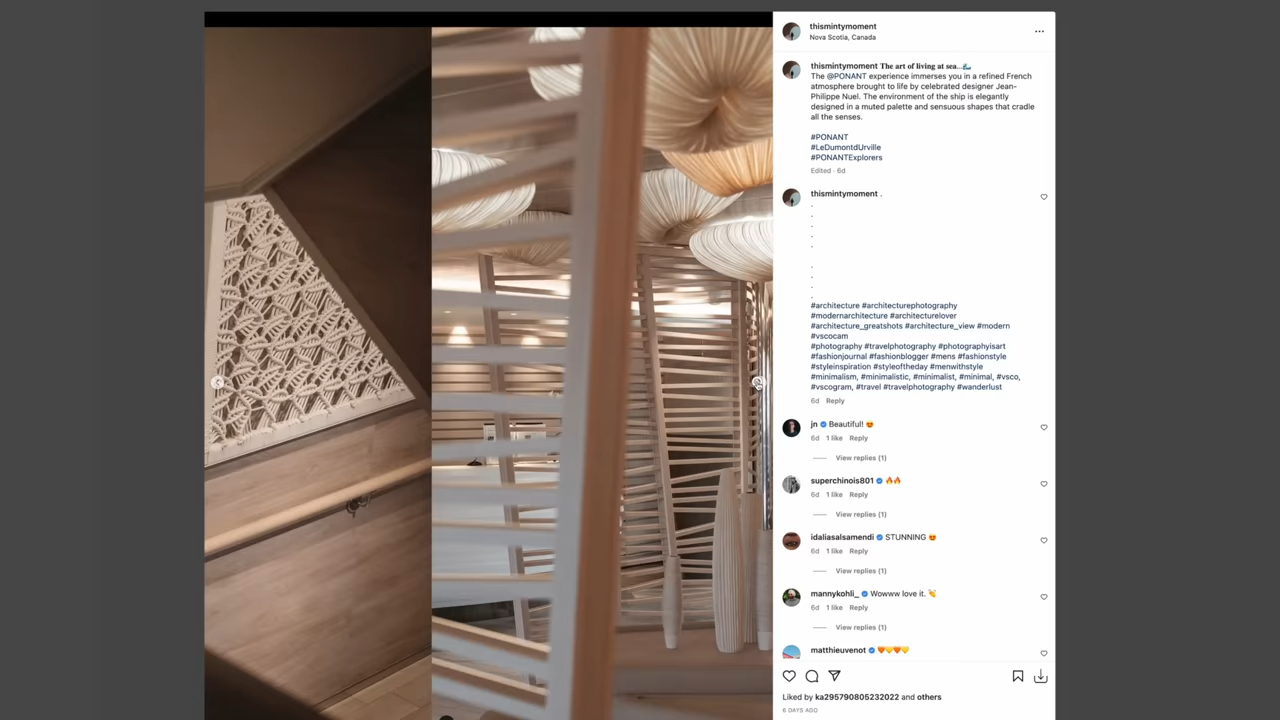 thismintymoment
Nova Scotia, Canada
thismintymoment The art of living at sea...🛳️
The @PONANT experience immerses you in a refined French
atmosphere brought to life by celebrated designer Jean-
Philippe Nuel. The environment of the ship is elegantly
designed in a muted palette and sensuous shapes that cradle
all the senses.
#PONANT
#LeDumontdUrville
#PONANTExplorers
Edited · 6d
thismintymoment .
.
.
.
.
.
.
.
.
.
#architecture #architecturephotography
#modernarchitecture #architecturelover
#architecture_greatshots #architecture_view #modern
#vscocam
#photography #travelphotography #photographyisart
#fashionjournal #fashionblogger #mens #fashionstyle
#styleinspiration #styleoftheday #menwithstyle
#minimalism, #minimalistic, #minimalist, #minimal, #vsco,
#vscogram, #travel #travelphotography #wanderlust
6d Reply
jn Beautiful! 😍
6d 1 like Reply
View replies (1)
superchinois801 🔥🔥
6d 1 like Reply
View replies (1)
idaliasalsamendi STUNNING 😍
6d 1 like Reply
View replies (1)
mannykohli_ Wowww love it. 👏
6d 1 like Reply
View replies (1)
matthieuvenot 🧡💛🧡💛
Liked by ka295790805232022 and others
6 DAYS AGO